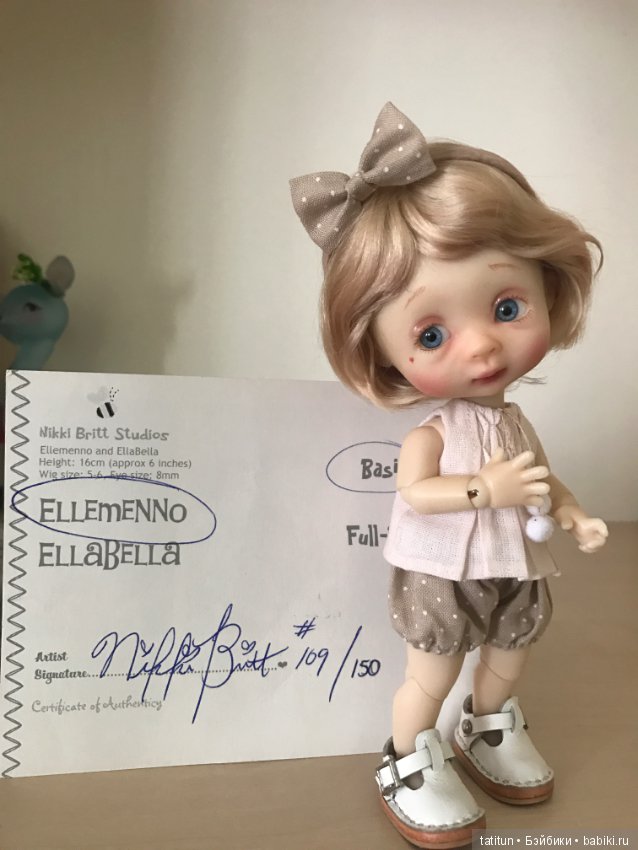 Nikki Britt Studios
Ellemenno and EllaBella
Height: 16cm (approx 6 inches)
Wig size: 5-6, Eye size: 8mm
Basi
ELLEMENNO
ELLABELLA
Full-
Artist
Signature.... Nikki Britt #109/150
Certificate of Authenticity
tatitun • Бэйбики • babiki.ru